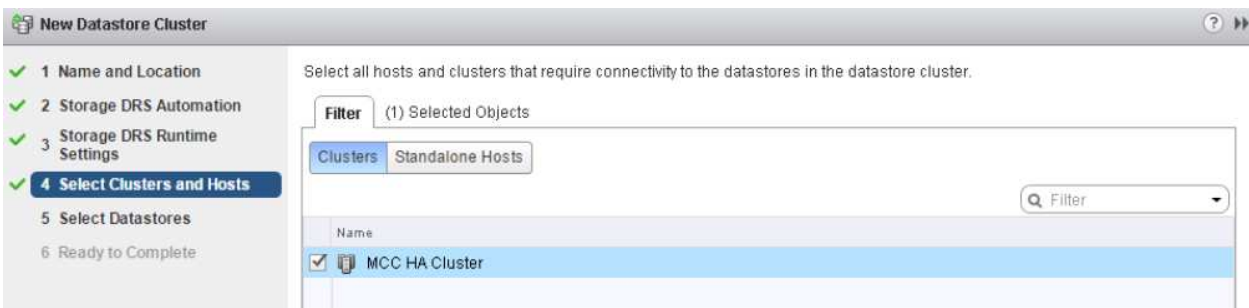 New Datastore Cluster
?
1 Name and Location
2 Storage DRS Automation
3 Storage DRS Runtime
Settings
4 Select Clusters and Hosts
5 Select Datastores
6 Ready to Complete
Select all hosts and clusters that require connectivity to the datastores in the datastore cluster.
Filter (1) Selected Objects
Clusters Standalone Hosts
Filter
Name
MCC HA Cluster